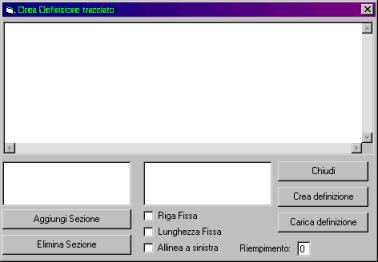 Crea Definizione tracciato
Chiudi
Crea definizione
Aggiungi Sezione
Riga Fissa
Carica definizione
Lunghezza Fissa
Elimina Sezione
Allinea a sinistra
Riempimento: 0